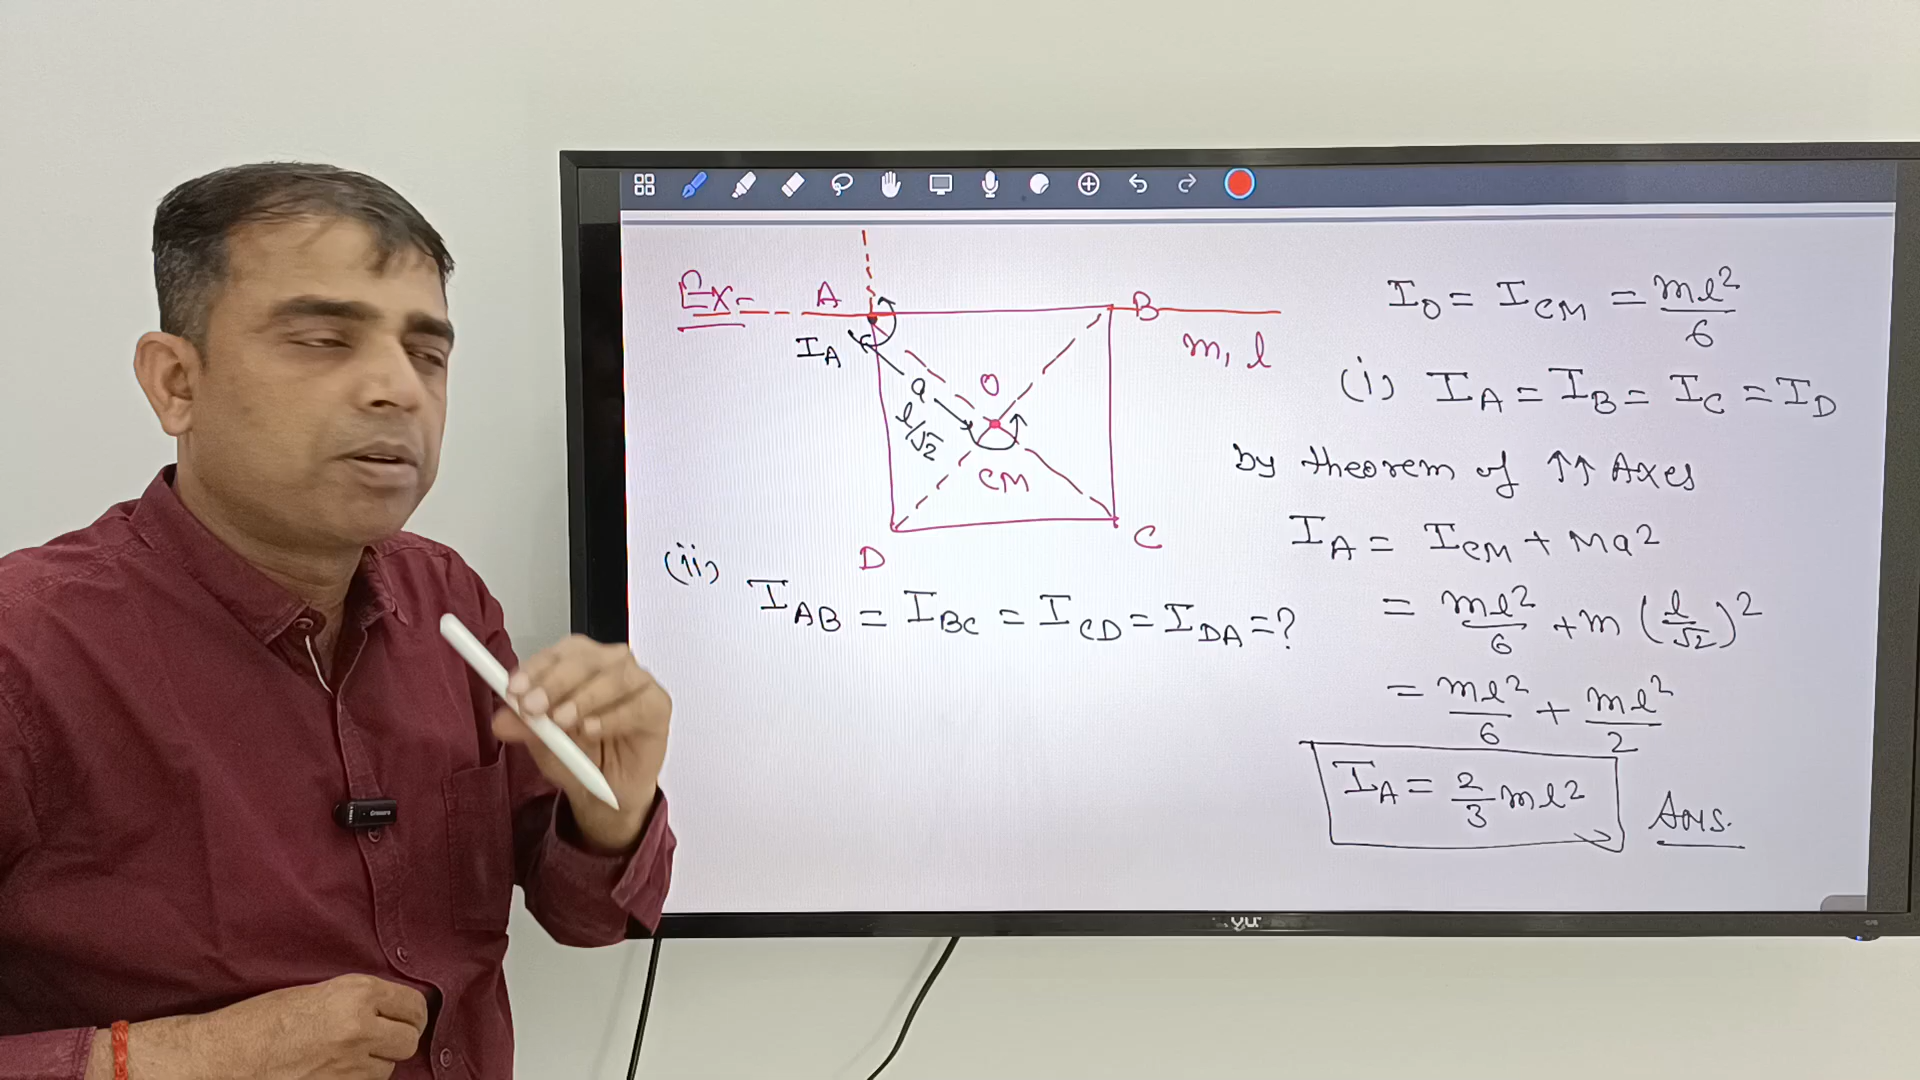 Ex=
A
B
I_A
m, l
O
a
l/√2
CM
D
C
(ii)
I_AB = I_BC = I_CD = I_DA = ?
I_O = I_CM = ml²/6
(i) I_A = I_B = I_C = I_D
by theorem of ↑↑ Axes
I_A = I_CM + Ma²
= ml²/6 + m (l/√2)²
= ml²/6 + ml²/2
I_A = 2/3 ml² Ans.